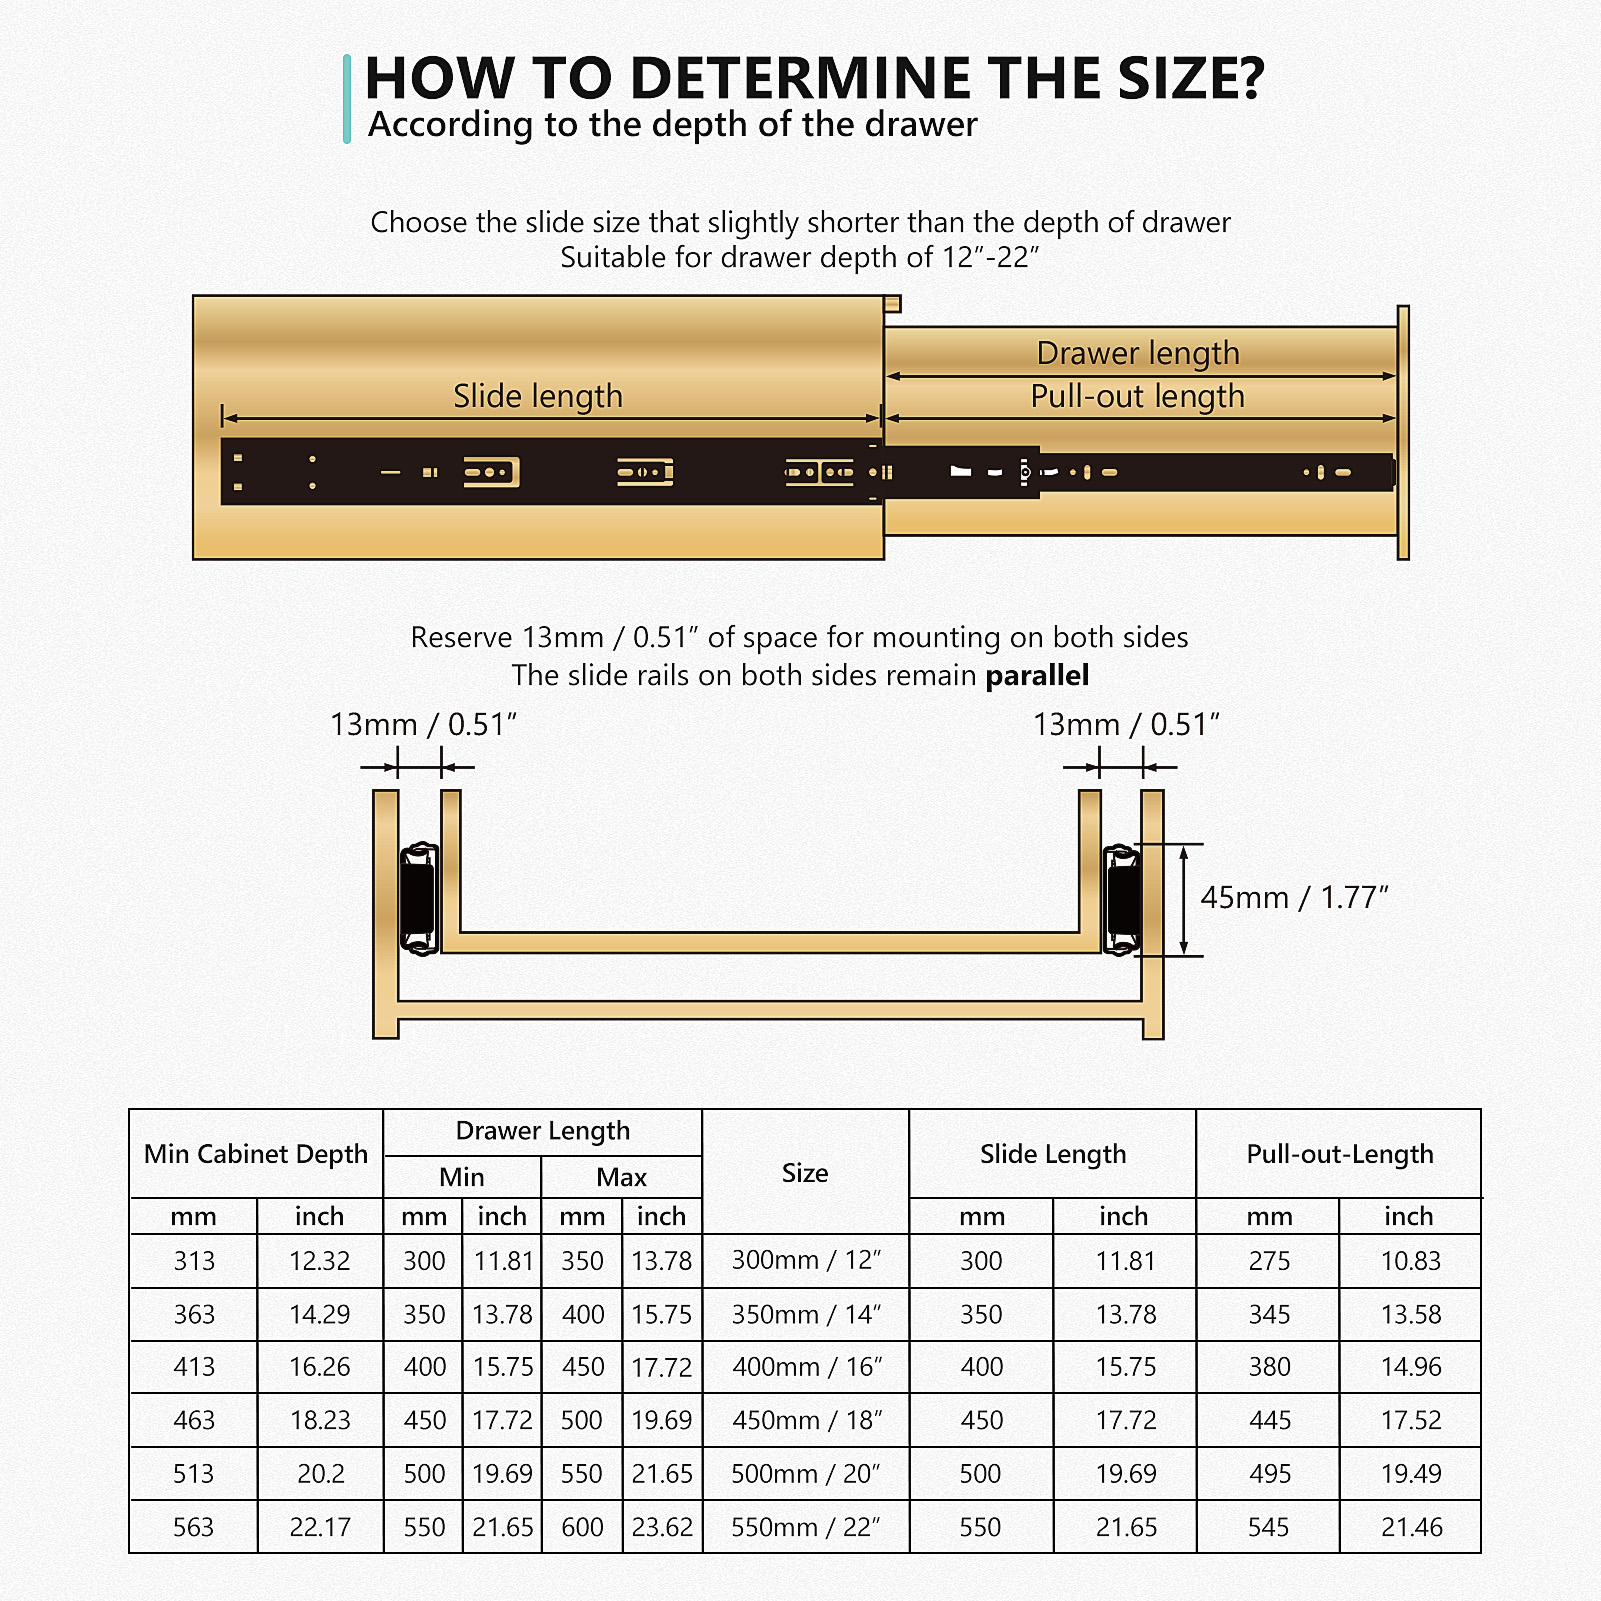 HOW TO DETERMINE THE SIZE?
According to the depth of the drawer
Choose the slide size that slightly shorter than the depth of drawer
Suitable for drawer depth of 12″-22″
Drawer length
Slide length
Pull-out length
Reserve 13mm / 0.51″ of space for mounting on both sides
The slide rails on both sides remain parallel
13mm / 0.51″
13mm / 0.51″
45mm / 1.77″
Min Cabinet Depth Drawer Length Size Slide Length Pull-out-Length
Min Max
mm inch mm inch mm inch mm inch mm inch
313 12.32 300 11.81 350 13.78 300mm / 12″ 300 11.81 275 10.83
363 14.29 350 13.78 400 15.75 350mm / 14″ 350 13.78 345 13.58
413 16.26 400 15.75 450 17.72 400mm / 16″ 400 15.75 380 14.96
463 18.23 450 17.72 500 19.69 450mm / 18″ 450 17.72 445 17.52
513 20.2 500 19.69 550 21.65 500mm / 20″ 500 19.69 495 19.49
563 22.17 550 21.65 600 23.62 550mm / 22″ 550 21.65 545 21.46